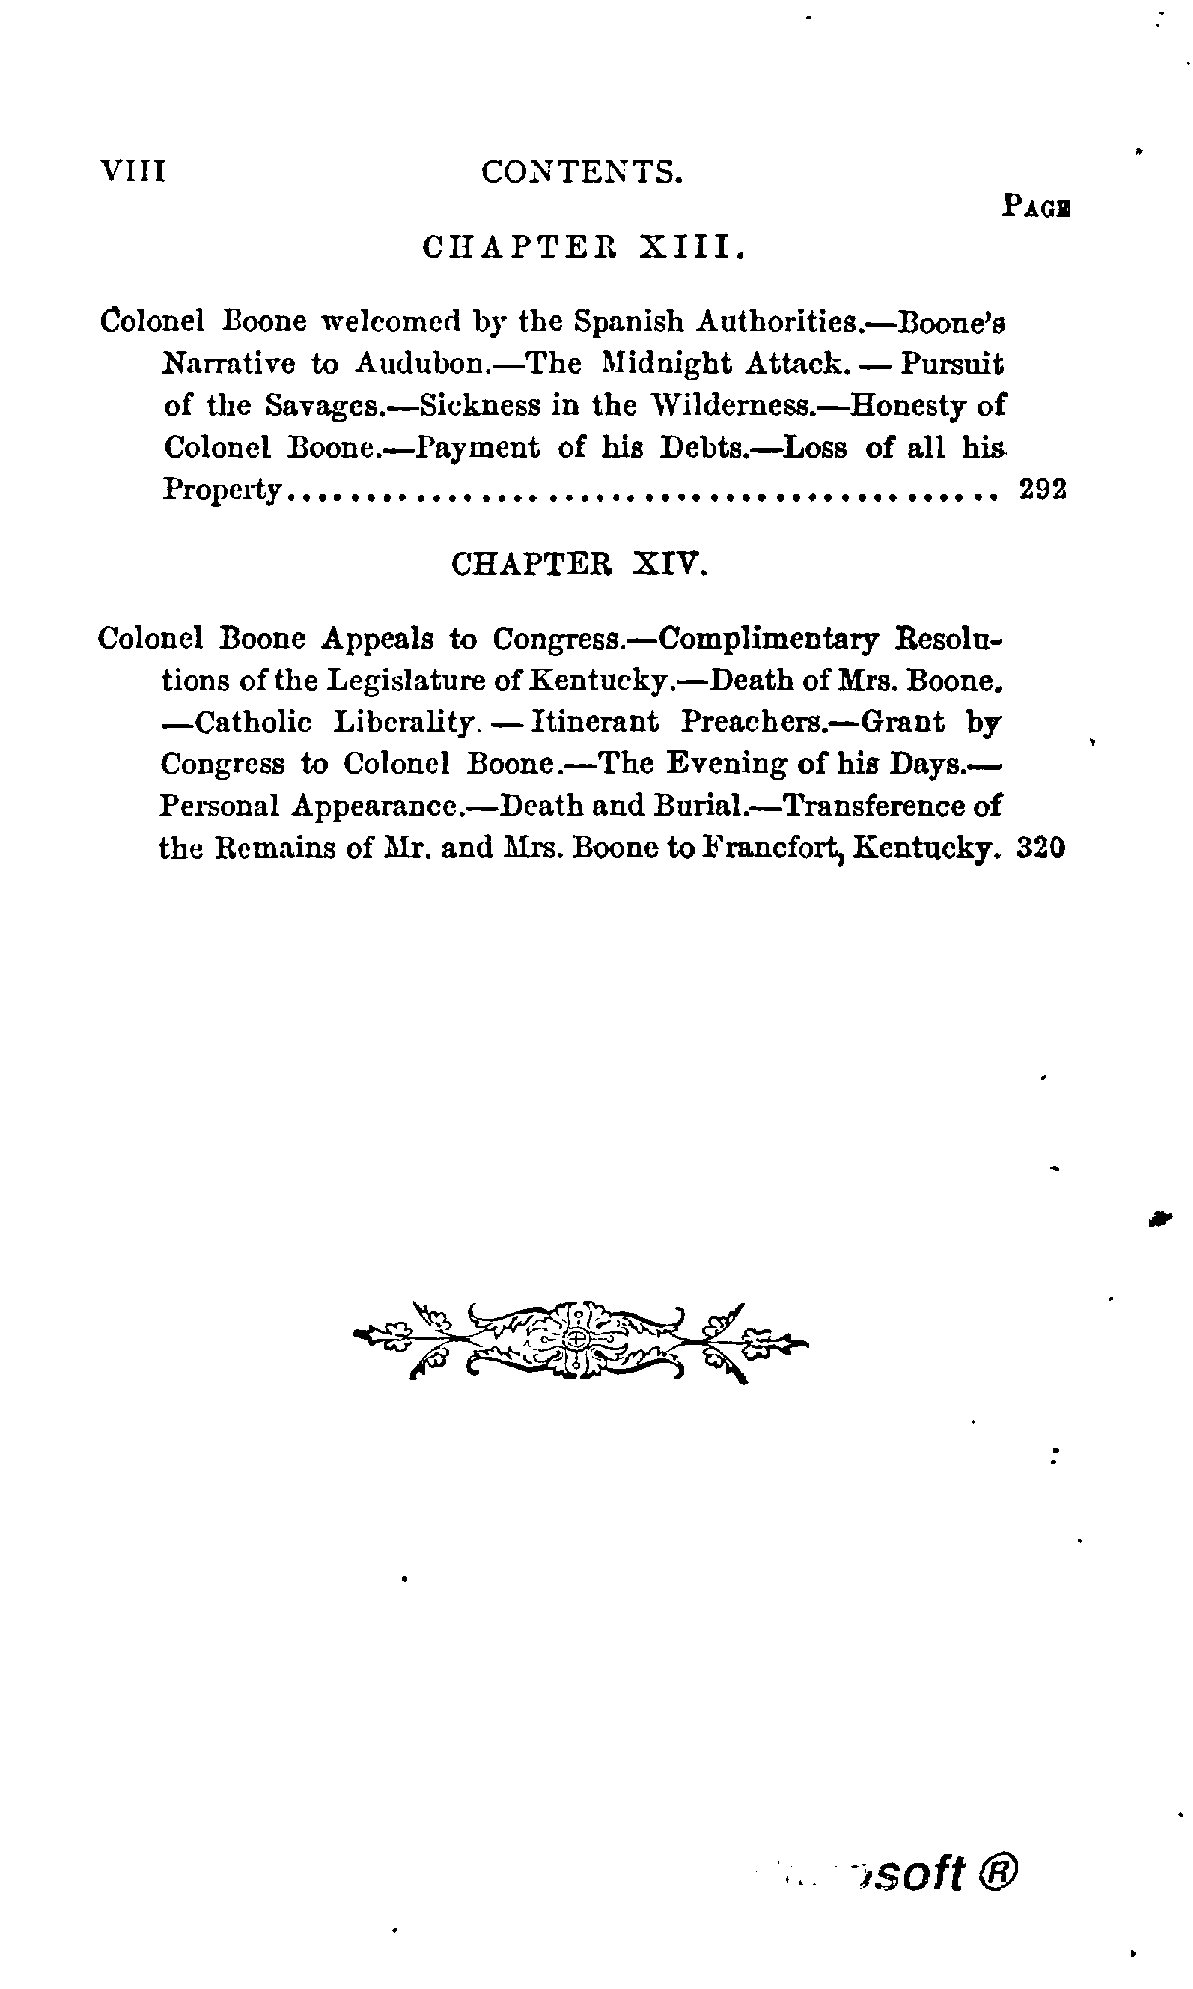 VIII CONTENTS.
PAGE
CHAPTER XIII.
Colonel Boone welcomed by the Spanish Authorities.—Boone's
Narrative to Audubon.—The Midnight Attack. — Pursuit
of the Savages.—Sickness in the Wilderness.—Honesty of
Colonel Boone.—Payment of his Debts.—Loss of all his
Property............................................ 292
CHAPTER XIV.
Colonel Boone Appeals to Congress.—Complimentary Resolu-
tions of the Legislature of Kentucky.—Death of Mrs. Boone.
—Catholic Liberality. — Itinerant Preachers.—Grant by
Congress to Colonel Boone.—The Evening of his Days.—
Personal Appearance.—Death and Burial.—Transference of
the Remains of Mr. and Mrs. Boone to Francfort, Kentucky. 320
soft ®